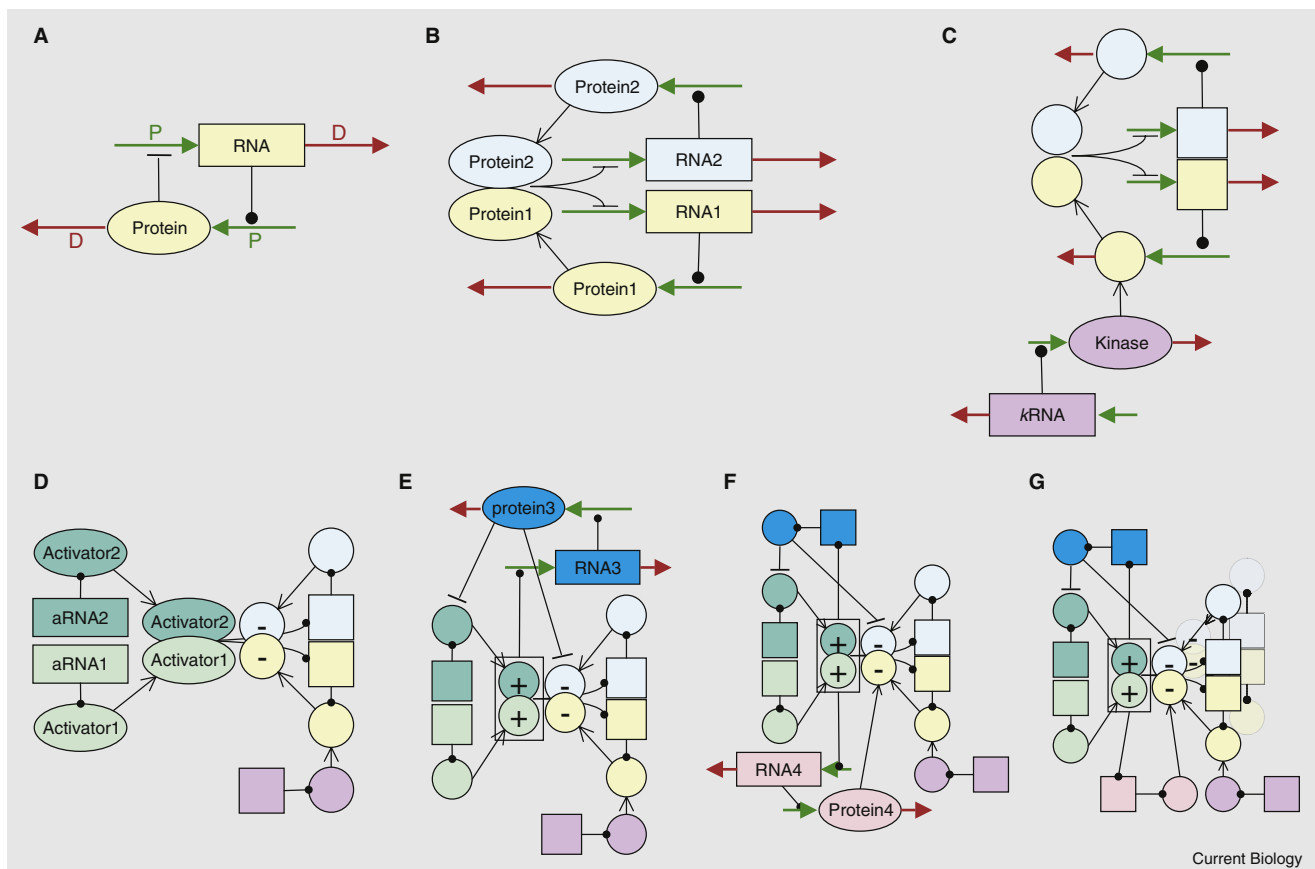 A
P
RNA
D
Protein
D
P
B
Protein2
Protein2
RNA2
Protein1
RNA1
Protein1
C
Kinase
kRNA
D
Activator2
aRNA2
Activator2
-
aRNA1
Activator1
-
Activator1
E
protein3
RNA3
+
-
+
-
F
+
-
+
-
RNA4
Protein4
G
+
-
-
+
-
Current Biology